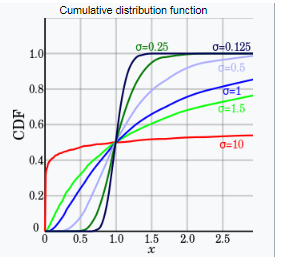 Cumulative distribution function
σ=0.25 σ=0.125
1.0
σ=0.5
0.8
σ=1
CDF
0.6
σ=1.5
0.4
σ=10
0.2
0
0 0.5 1.0 1.5 2.0 2.5
x